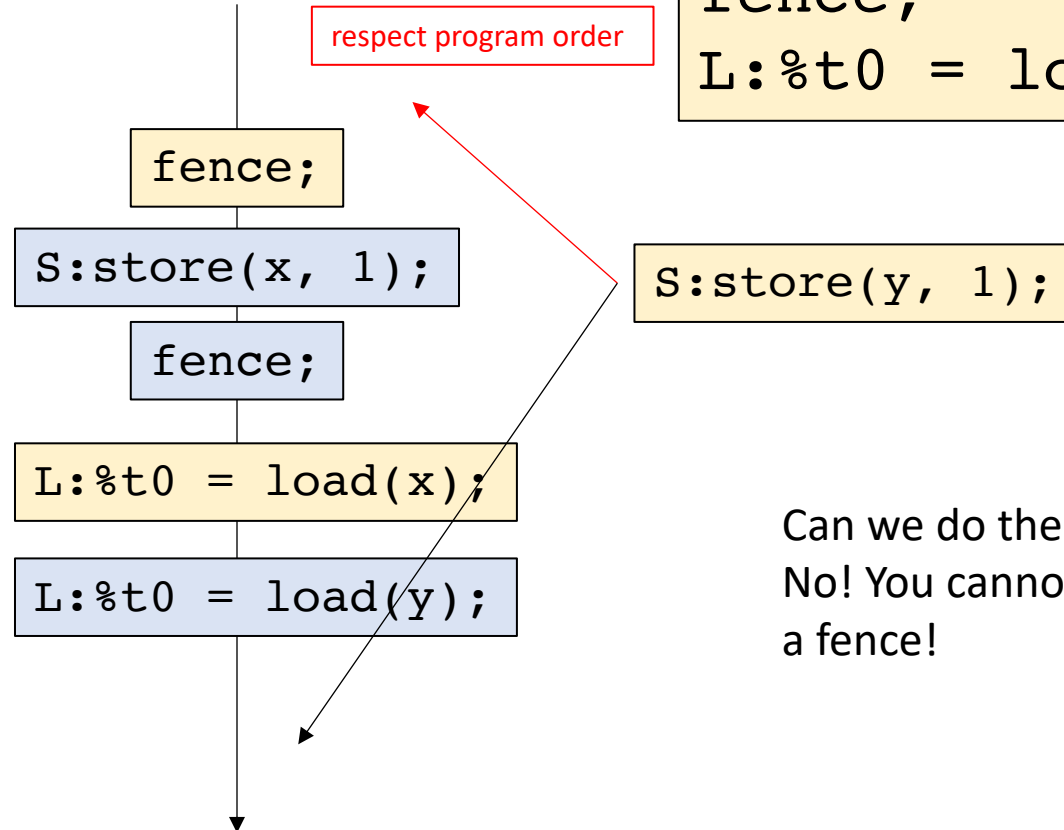 respect program order
fence;
L:%t0 = lo
fence;
S:store(x, 1);
S:store(y, 1);
fence;
L:%t0 = load(x);
L:%t0 = load(y);
Can we do the
No! You canno
a fence!